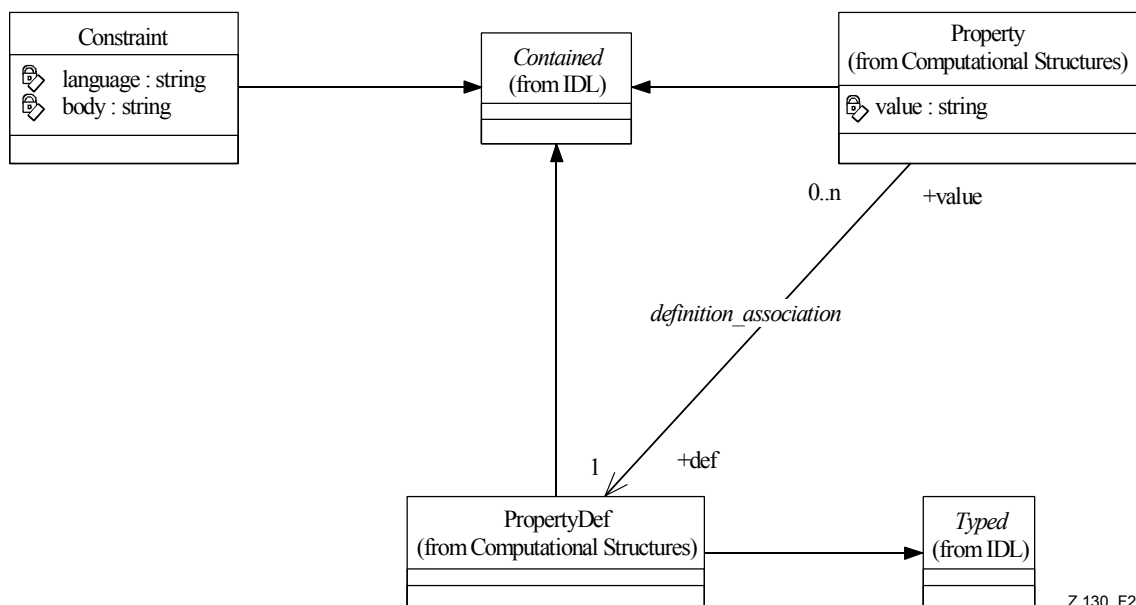 Constraint
language : string
body : string
Contained
(from IDL)
Property
(from Computational Structures)
value : string
0..n
+value
definition_association
1
+def
PropertyDef
(from Computational Structures)
Typed
(from IDL)